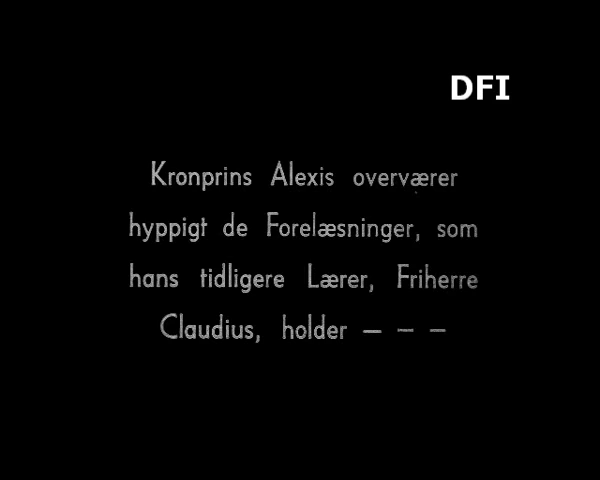 DFI
Kronprins Alexis overværer
hyppigt de Forelæsninger, som
hans tidligere Lærer, Friherre
Claudius, holder — — —